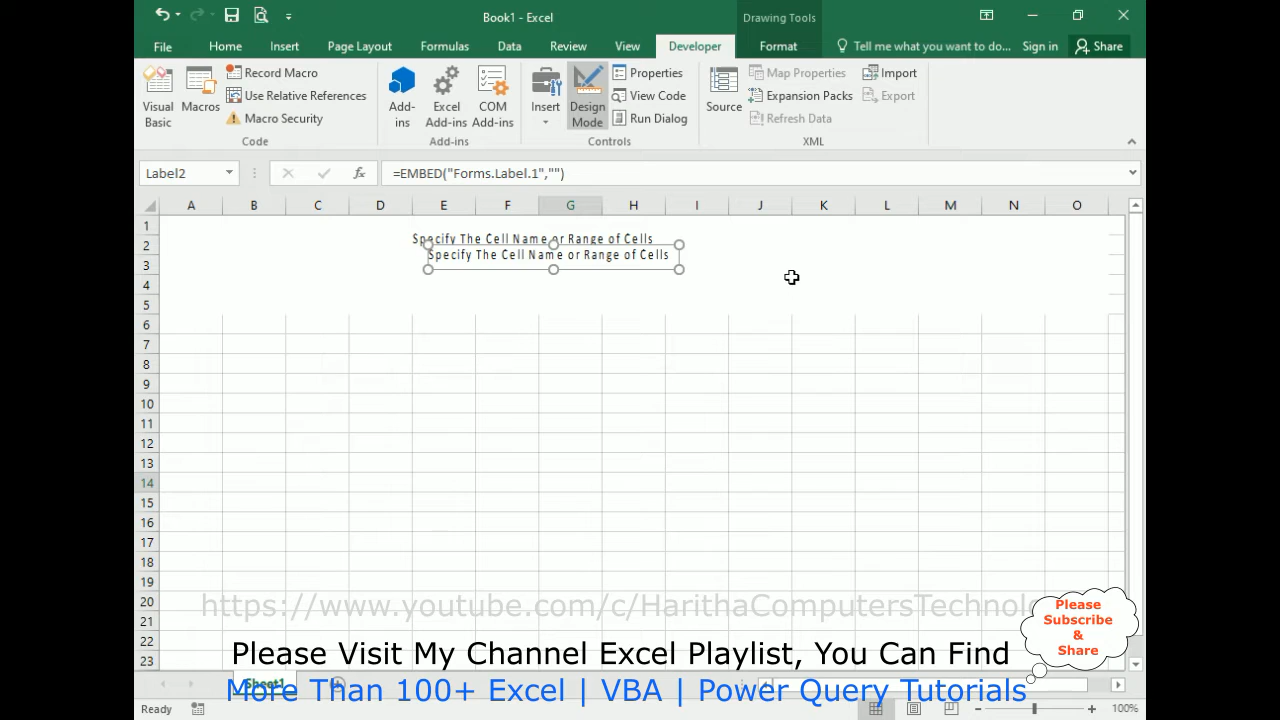 Book1 - Excel
Drawing Tools
File Home Insert Page Layout Formulas Data Review View Developer Format Tell me what you want to do... Sign in Share
Visual Basic
Macros
Record Macro
Use Relative References
Macro Security
Code
Add-ins
Excel Add-ins
COM Add-ins
Add-ins
Insert
Design Mode
Properties
View Code
Run Dialog
Controls
Source
Map Properties
Expansion Packs
Refresh Data
Import
Export
XML
Label2
fx
=EMBED("Forms.Label.1","")
A B C D E F G H I J K L M N O
1
2
3
4
5
6
7
8
9
10
11
12
13
14
15
16
17
18
19
20
21
22
23
Specify The Cell Name or Range of Cells
Specify The Cell Name or Range of Cells
https://www.youtube.com/c/HarithaComputersTechnolo
Please
Subscribe
&
Share
Please Visit My Channel Excel Playlist, You Can Find
Sheet1
More Than 100+ Excel | VBA | Power Query Tutorials
Ready
100%